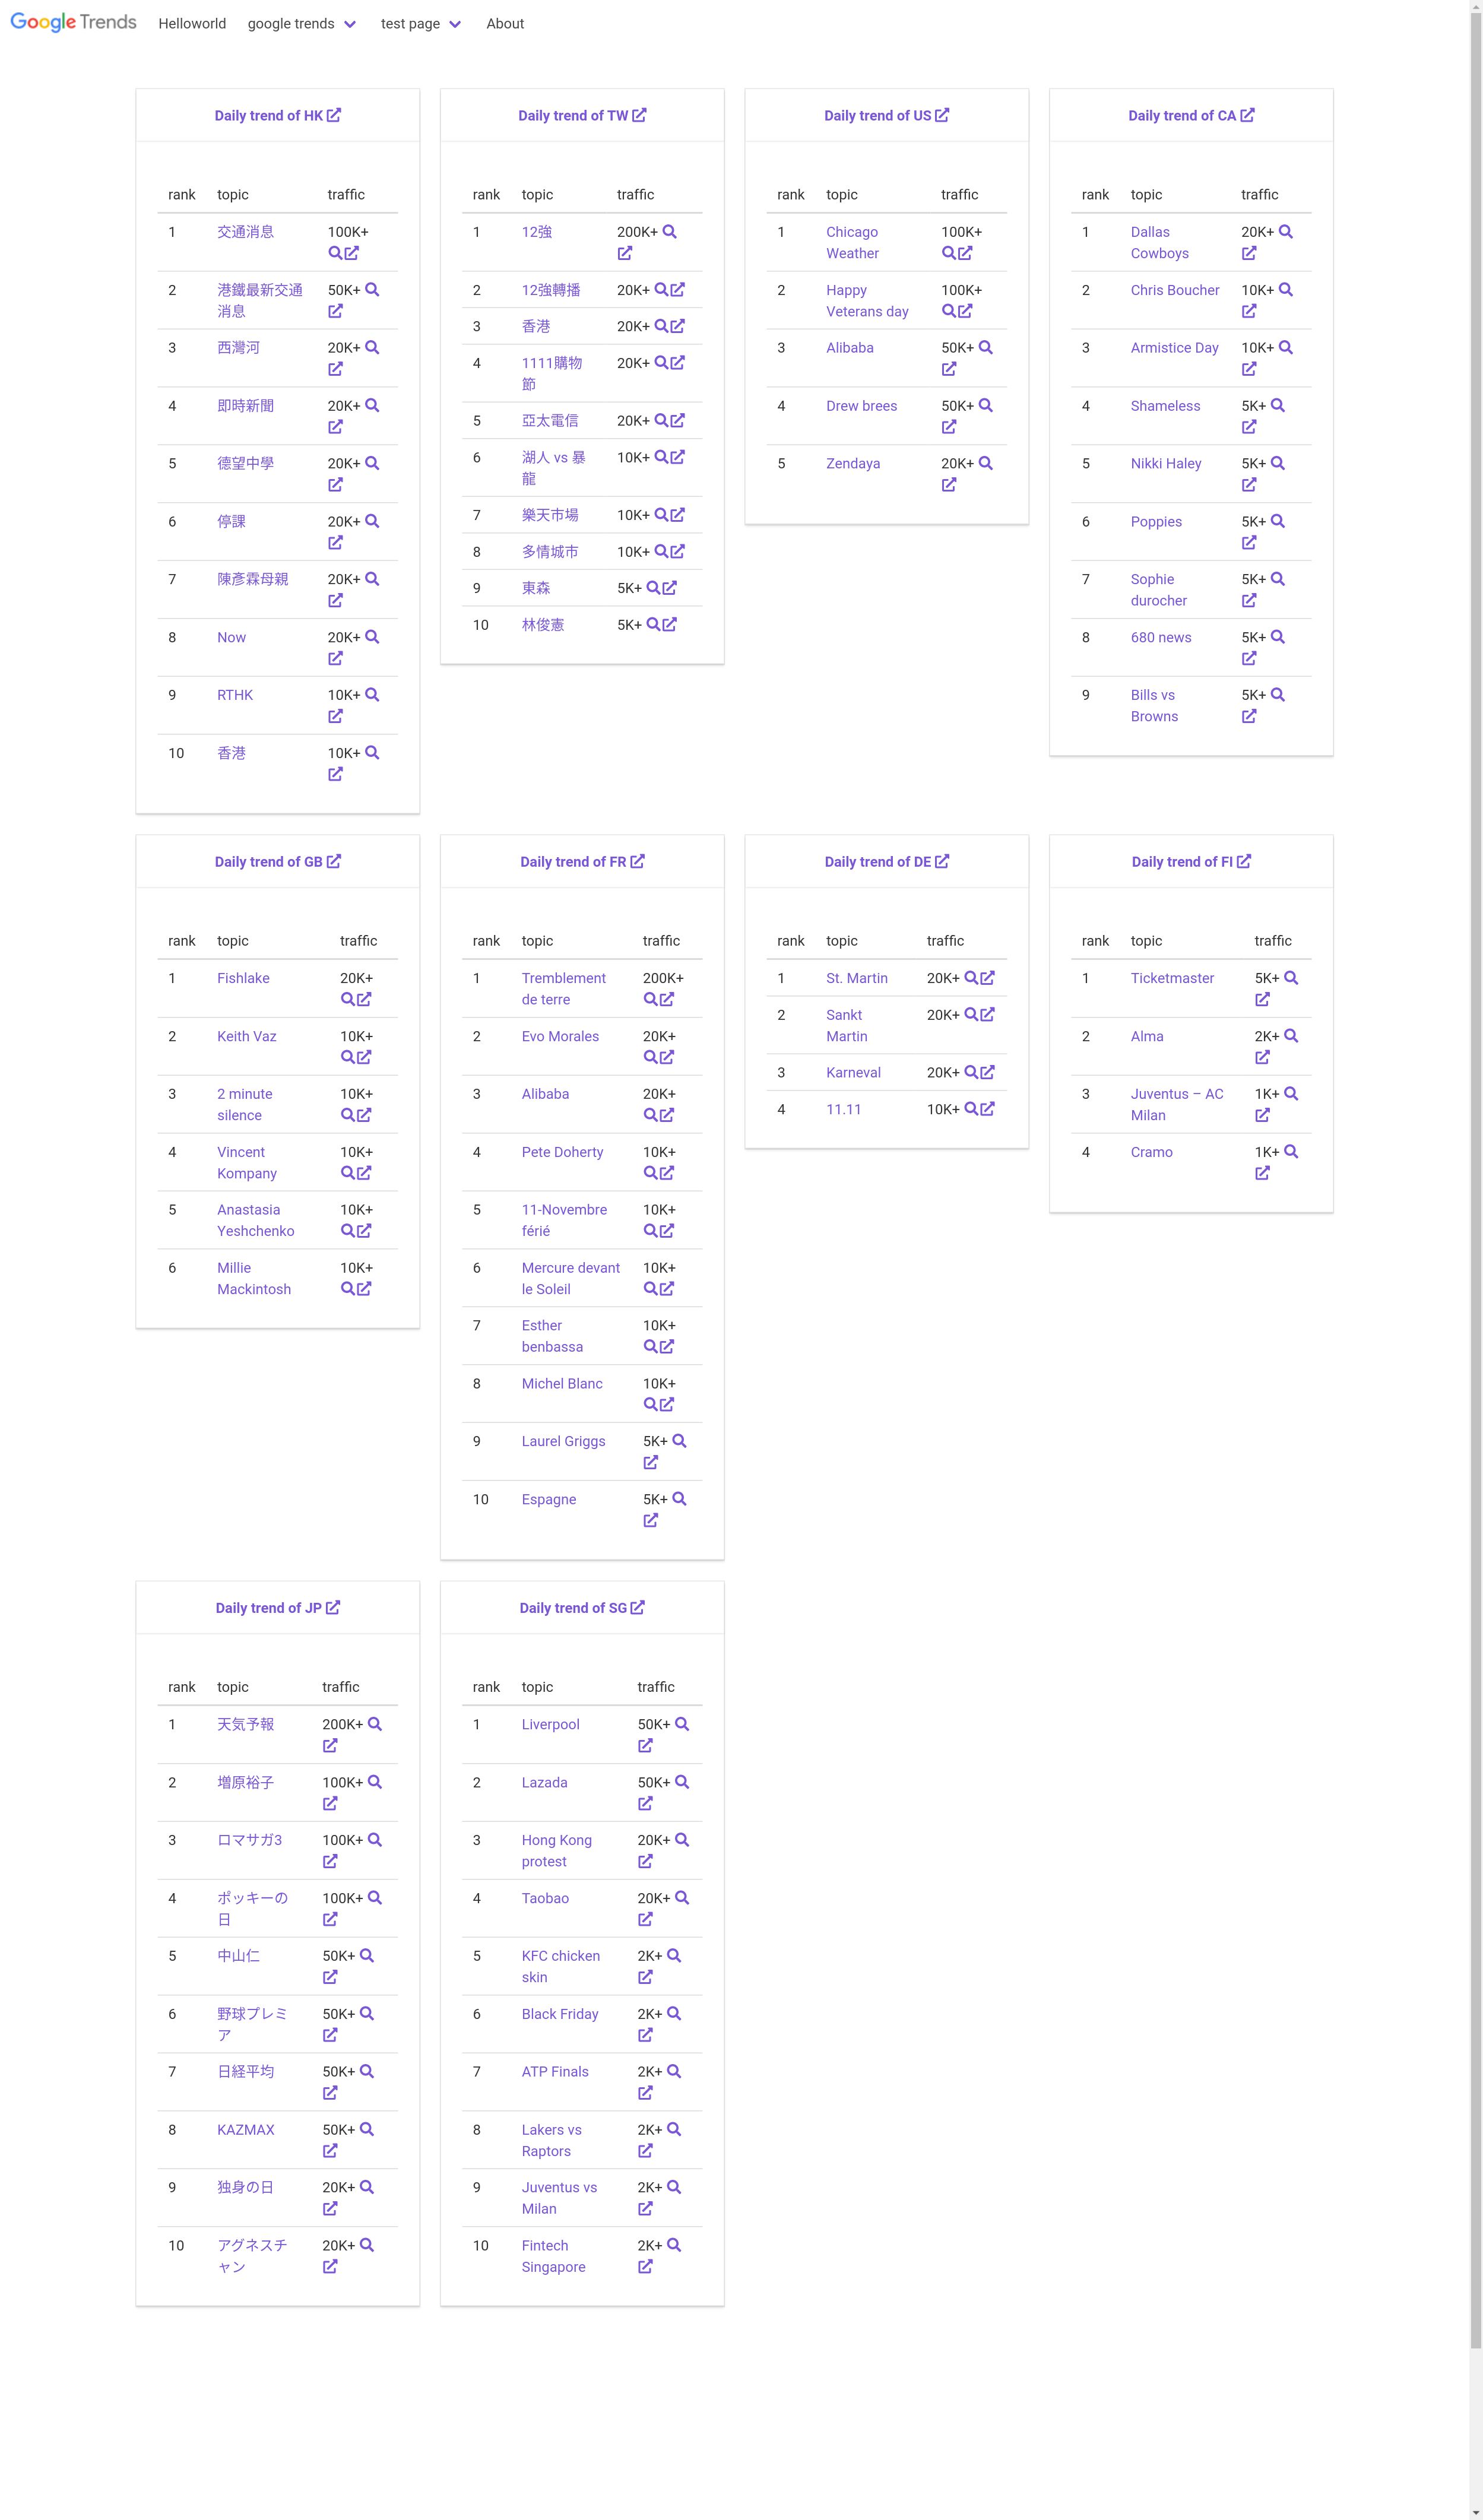 Google Trends Helloworld google trends test page About
Daily trend of HK
rank topic traffic
1 交通消息 100K+
2 港鐵最新交通 50K+
消息
3 西灣河 20K+
4 即時新聞 20K+
5 德望中學 20K+
6 停課 20K+
7 陳彥霖母親 20K+
8 Now 20K+
9 RTHK 10K+
10 香港 10K+
Daily trend of TW
rank topic traffic
1 12強 200K+
2 12強轉播 20K+
3 香港 20K+
4 1111購物 20K+
節
5 亞太電信 20K+
6 湖人 vs 暴 10K+
龍
7 樂天市場 10K+
8 多情城市 10K+
9 東森 5K+
10 林俊憲 5K+
Daily trend of US
rank topic traffic
1 Chicago 100K+
Weather
2 Happy 100K+
Veterans day
3 Alibaba 50K+
4 Drew brees 50K+
5 Zendaya 20K+
Daily trend of CA
rank topic traffic
1 Dallas 20K+
Cowboys
2 Chris Boucher 10K+
3 Armistice Day 10K+
4 Shameless 5K+
5 Nikki Haley 5K+
6 Poppies 5K+
7 Sophie 5K+
durocher
8 680 news 5K+
9 Bills vs 5K+
Browns
Daily trend of GB
rank topic traffic
1 Fishlake 20K+
2 Keith Vaz 10K+
3 2 minute 10K+
silence
4 Vincent 10K+
Kompany
5 Anastasia 10K+
Yeshchenko
6 Millie 10K+
Mackintosh
Daily trend of FR
rank topic traffic
1 Tremblement 200K+
de terre
2 Evo Morales 20K+
3 Alibaba 20K+
4 Pete Doherty 10K+
5 11-Novembre 10K+
férié
6 Mercure devant 10K+
le Soleil
7 Esther 10K+
benbassa
8 Michel Blanc 10K+
9 Laurel Griggs 5K+
10 Espagne 5K+
Daily trend of DE
rank topic traffic
1 St. Martin 20K+
2 Sankt 20K+
Martin
3 Karneval 20K+
4 11.11 10K+
Daily trend of FI
rank topic traffic
1 Ticketmaster 5K+
2 Alma 2K+
3 Juventus – AC 1K+
Milan
4 Cramo 1K+
Daily trend of JP
rank topic traffic
1 天気予報 200K+
2 増原裕子 100K+
3 ロマサガ3 100K+
4 ポッキーの 100K+
日
5 中山仁 50K+
6 野球プレミ 50K+
ア
7 日経平均 50K+
8 KAZMAX 50K+
9 独身の日 20K+
10 アグネスチ 20K+
ャン
Daily trend of SG
rank topic traffic
1 Liverpool 50K+
2 Lazada 50K+
3 Hong Kong 20K+
protest
4 Taobao 20K+
5 KFC chicken 2K+
skin
6 Black Friday 2K+
7 ATP Finals 2K+
8 Lakers vs 2K+
Raptors
9 Juventus vs 2K+
Milan
10 Fintech 2K+
Singapore